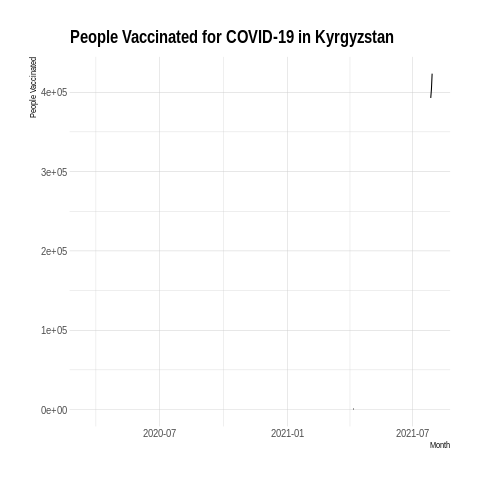 People Vaccinated for COVID-19 in Kyrgyzstan
People Vaccinated
4e+05
3e+05
2e+05
1e+05
0e+00
2020-07
2021-01
2021-07
Month